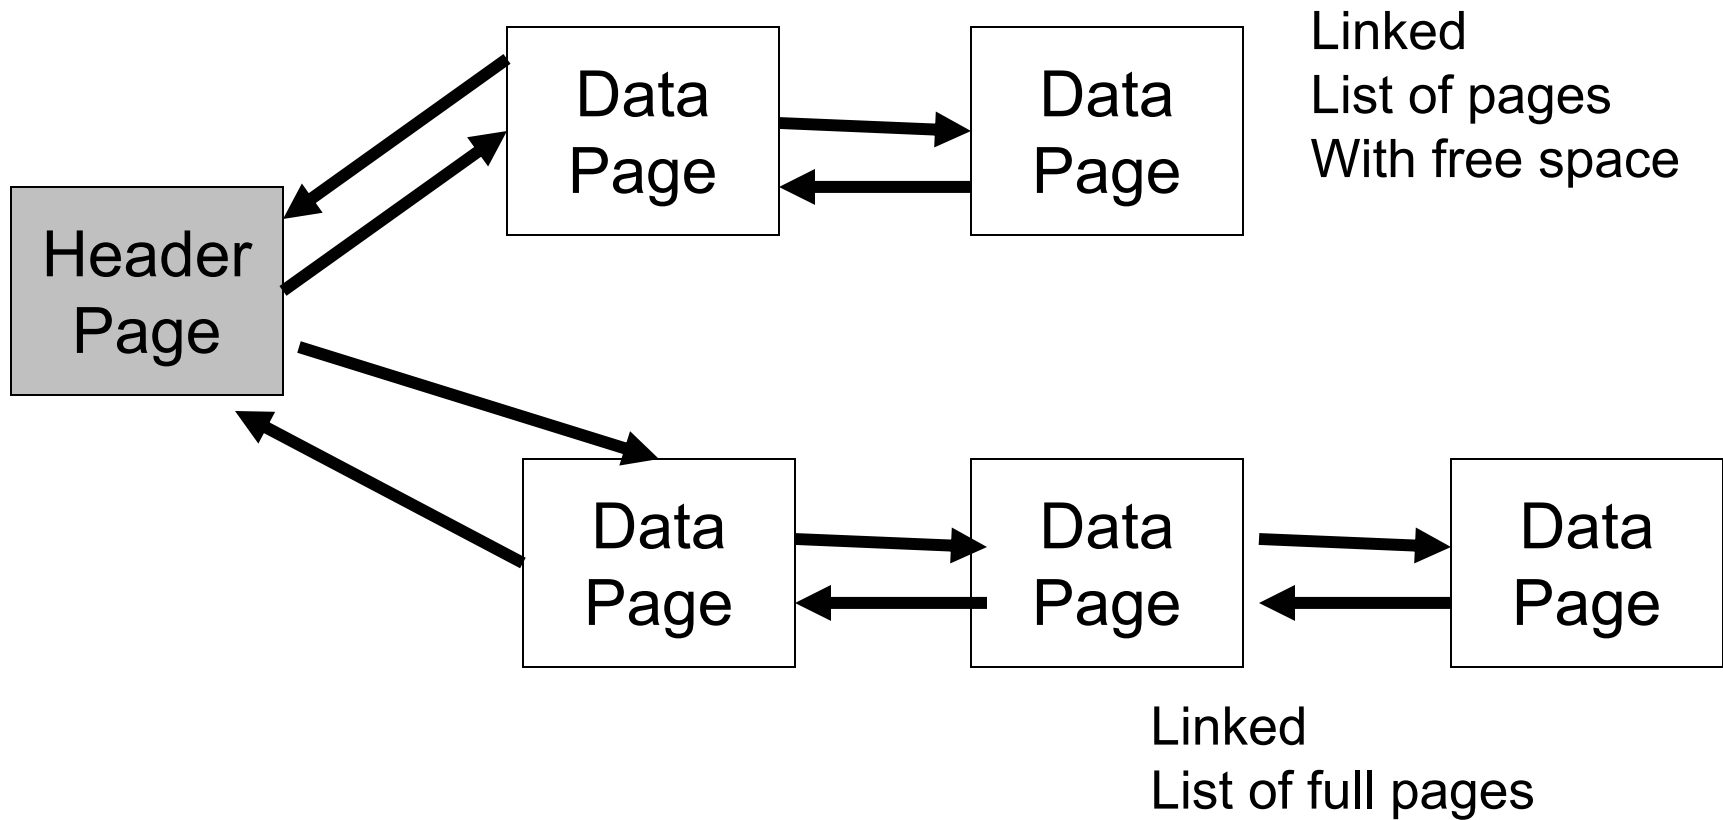 Data
Page
Data
Page
Linked
List of pages
With free space
Header
Page
Data
Page
Data
Page
Data
Page
Linked
List of full pages